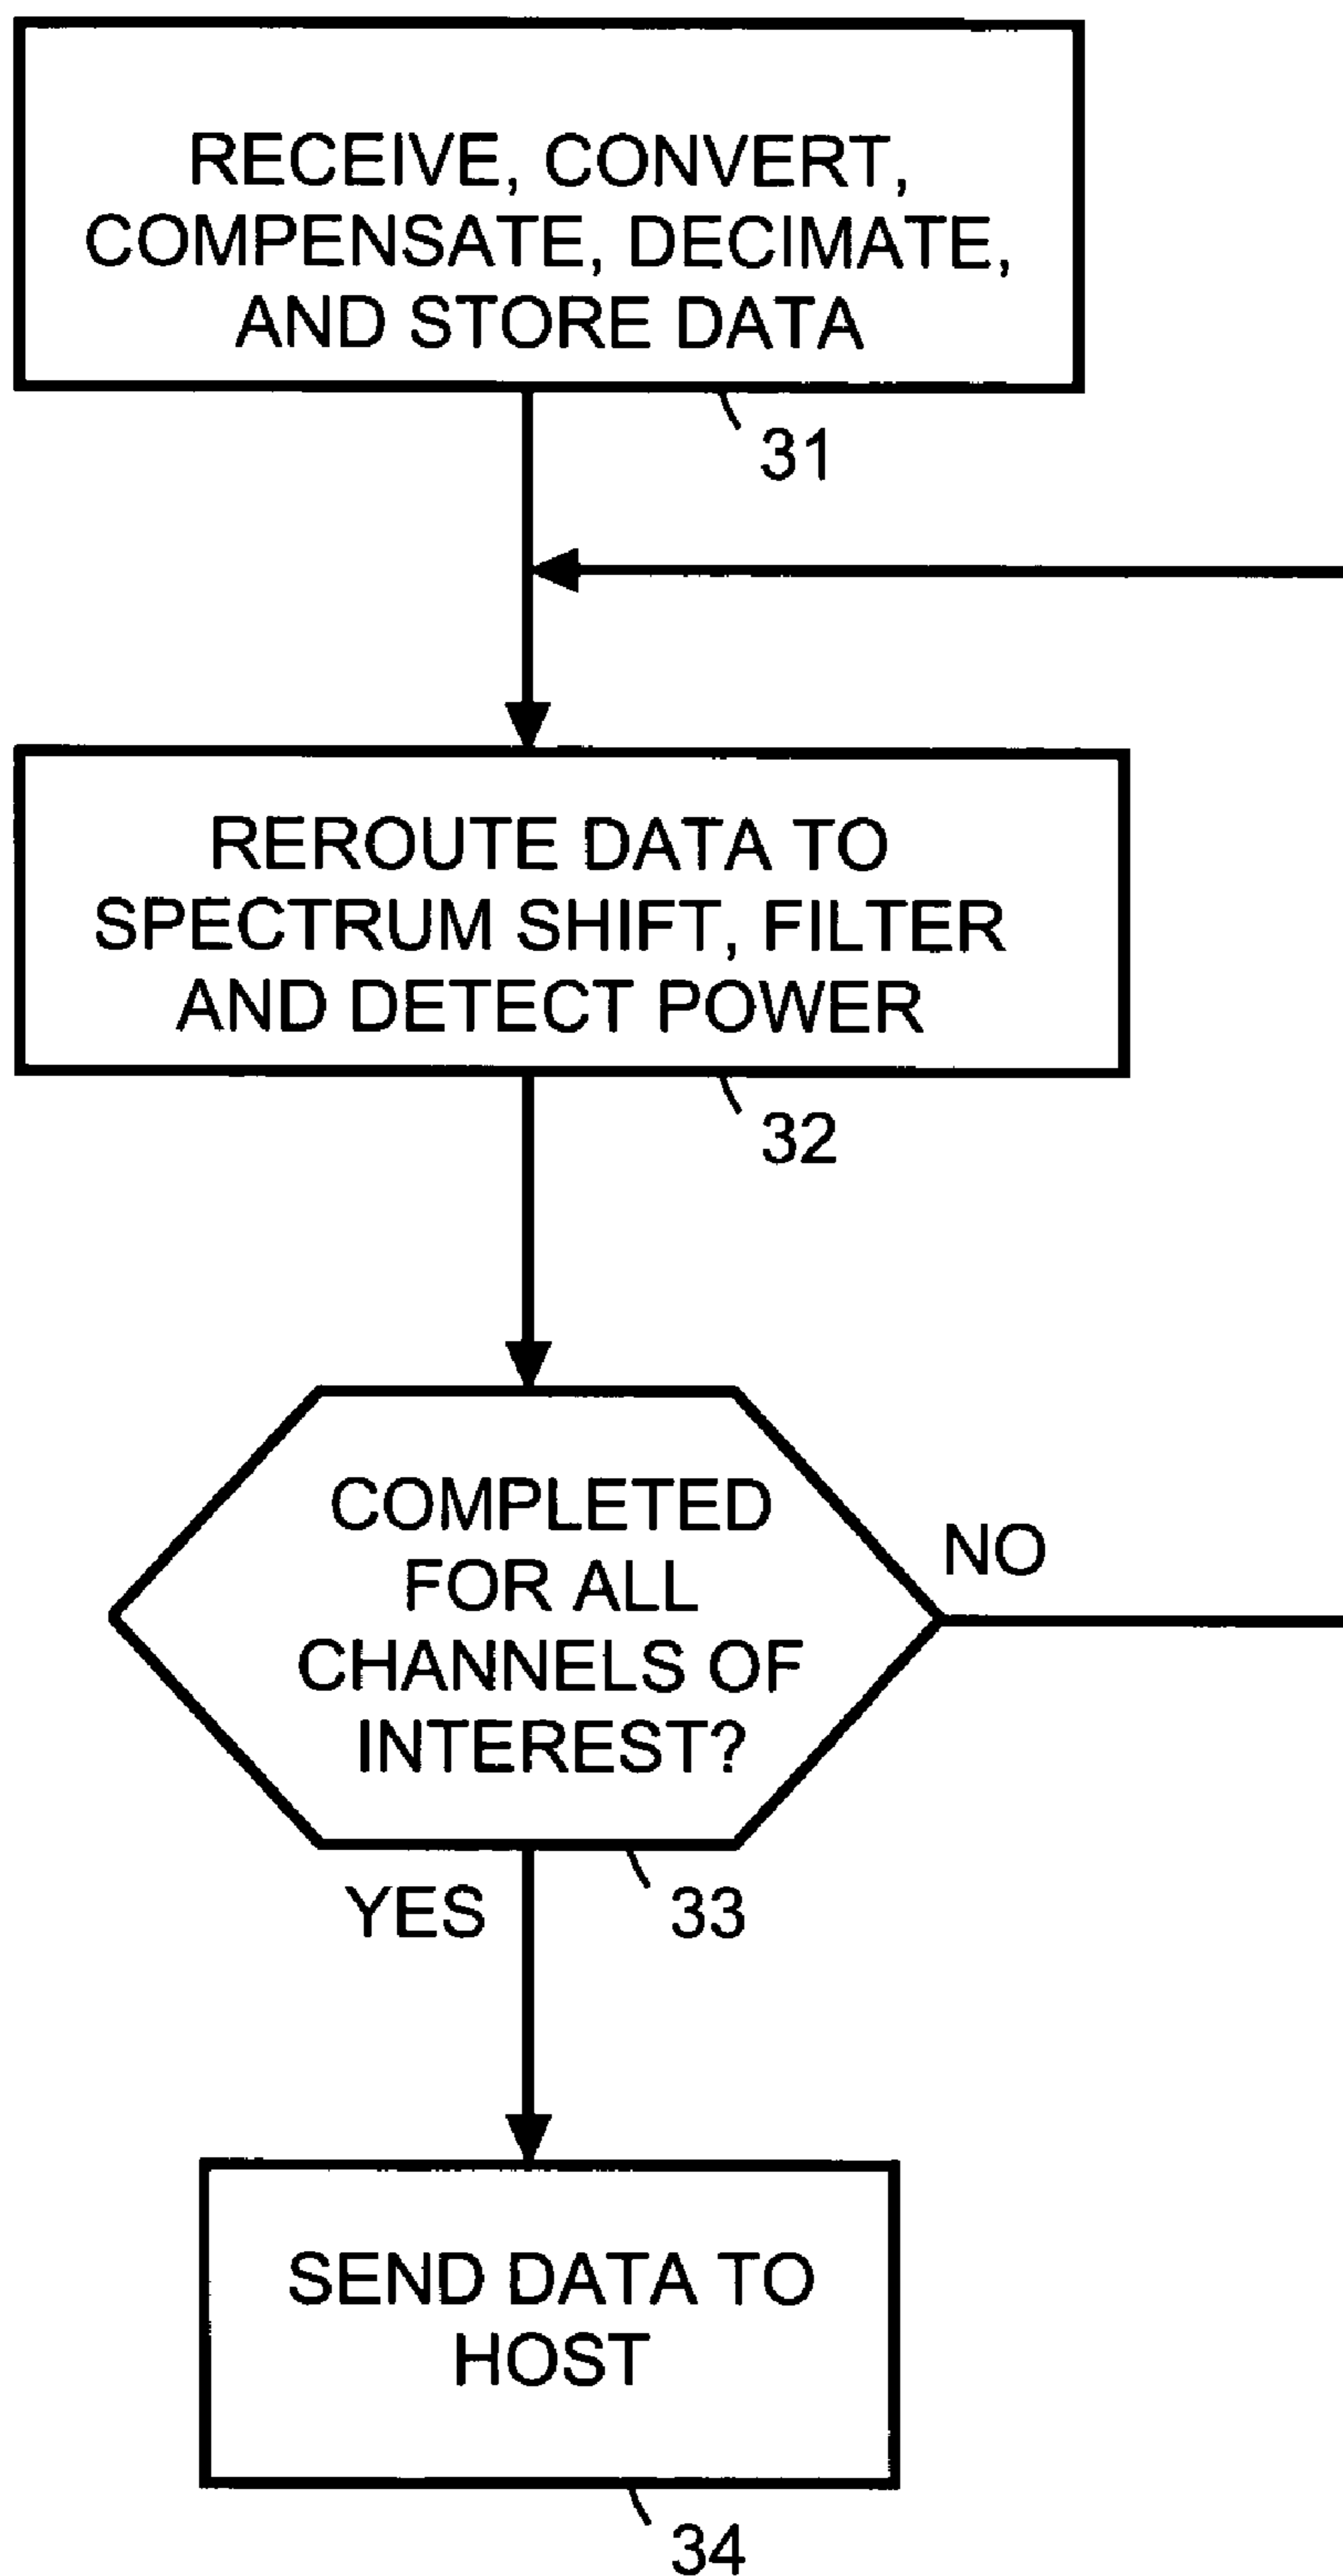 RECEIVE, CONVERT,
COMPENSATE, DECIMATE,
AND STORE DATA
31
REROUTE DATA TO
SPECTRUM SHIFT, FILTER
AND DETECT POWER
32
COMPLETED
FOR ALL
CHANNELS OF
INTEREST?
NO
YES
33
SEND DATA TO
HOST
34